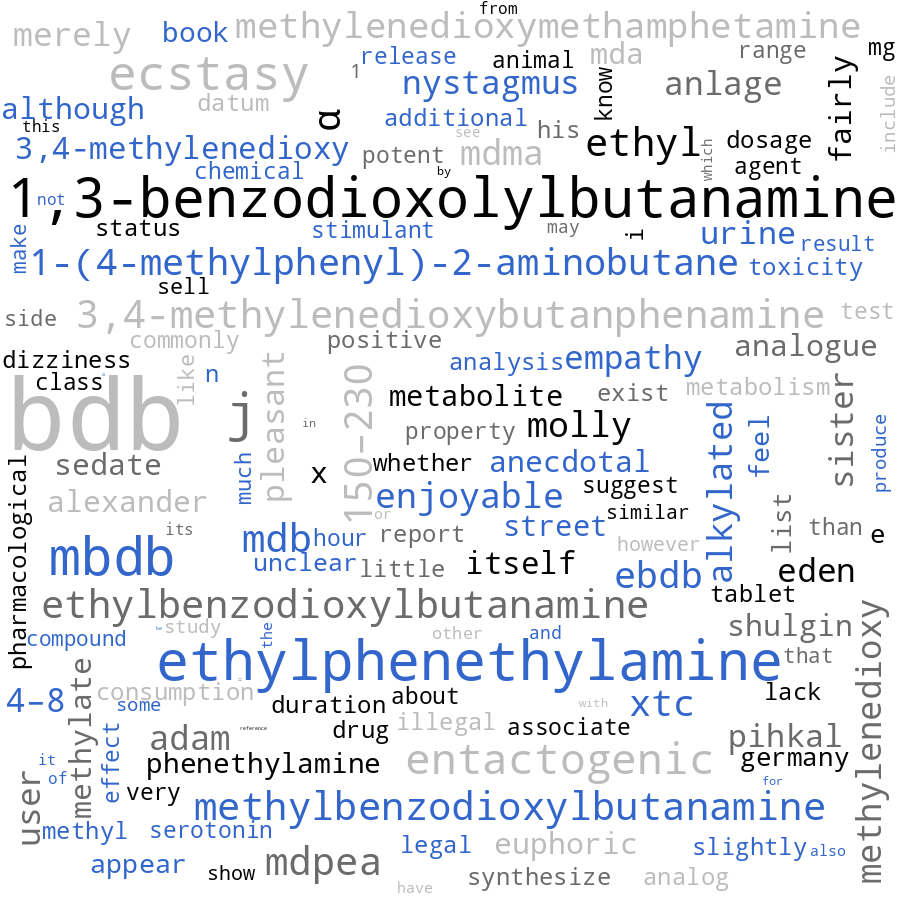 from
merely
book
methylenedioxymethamphetamine
release
animal
mda
range
mg
ecstasy
1
nystagmus
know
anlage
fairly
include
although
datum
α
additional
this
see
his
3,4-methylenedioxy
potent
mdma
ethyl
which
dosage
chemical
by
agent
1,3-benzodioxolylbutanamine
not
status
stimulant
may
i
urine
result
make
1-(4-methylphenyl)-2-aminobutane
toxicity
sell
side
3,4-methylenedioxybutanphenamine
test
commonly
positive
analogue
dizziness
like
analysis
empathy
class
n
metabolite
exist
metabolism
bdb
j
pleasant
in
150–230
property
molly
alkylated
feel
sister
produce
sedate
much
x
whether
anecdotal
alexander
enjoyable
suggest
list
or
similar
pharmacological
its
mdb
hour
report
street
than
e
mbdb
unclear
little
itself
however
ebdb
eden
tablet
ethylbenzodioxylbutanamine
compound
study
the
other
and
shulgin
methylenedioxy
ethylphenethylamine
that
4–8
methylate
consumption
some
duration
about
with
xtc
lack
effect
adam
reference
drug
illegal
associate
pihkal
it
of
phenethylamine
entactogenic
germany
user
very
for
methylbenzodioxylbutanamine
methyl
serotonin
legal
euphoric
slightly
also
appear
show
mdpea
synthesize
analog
have